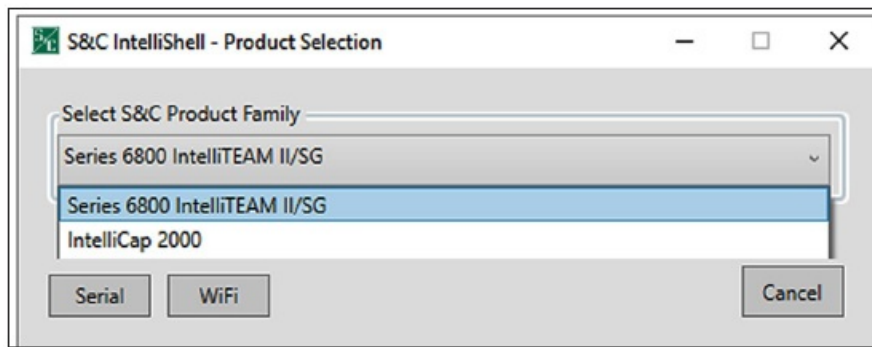 S&C IntelliShell - Product Selection
Select S&C Product Family
Series 6800 IntelliTEAM II/SG
Series 6800 IntelliTEAM II/SG
IntelliCap 2000
Serial WiFi Cancel